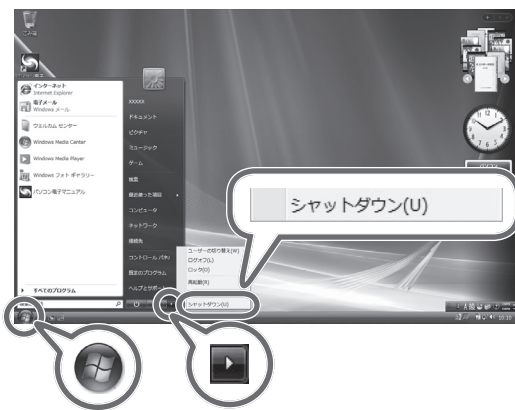 ごみ箱
インターネット
Internet Explorer
電子メール
Windows メール
ウェルカム センター
Windows Media Center
Windows Media Player
Windows フォト ギャラリー
パソコン電子マニュアル
すべてのプログラム
XXXXX
ドキュメント
ピクチャ
ミュージック
ゲーム
検索
最近使った項目
コンピュータ
ネットワーク
接続先
コントロール パネル
既定のプログラム
ヘルプとサポート
ユーザーの切り替え(W)
ログオフ(L)
ロック(O)
再起動(R)
シャットダウン(U)
シャットダウン(U)
10:10